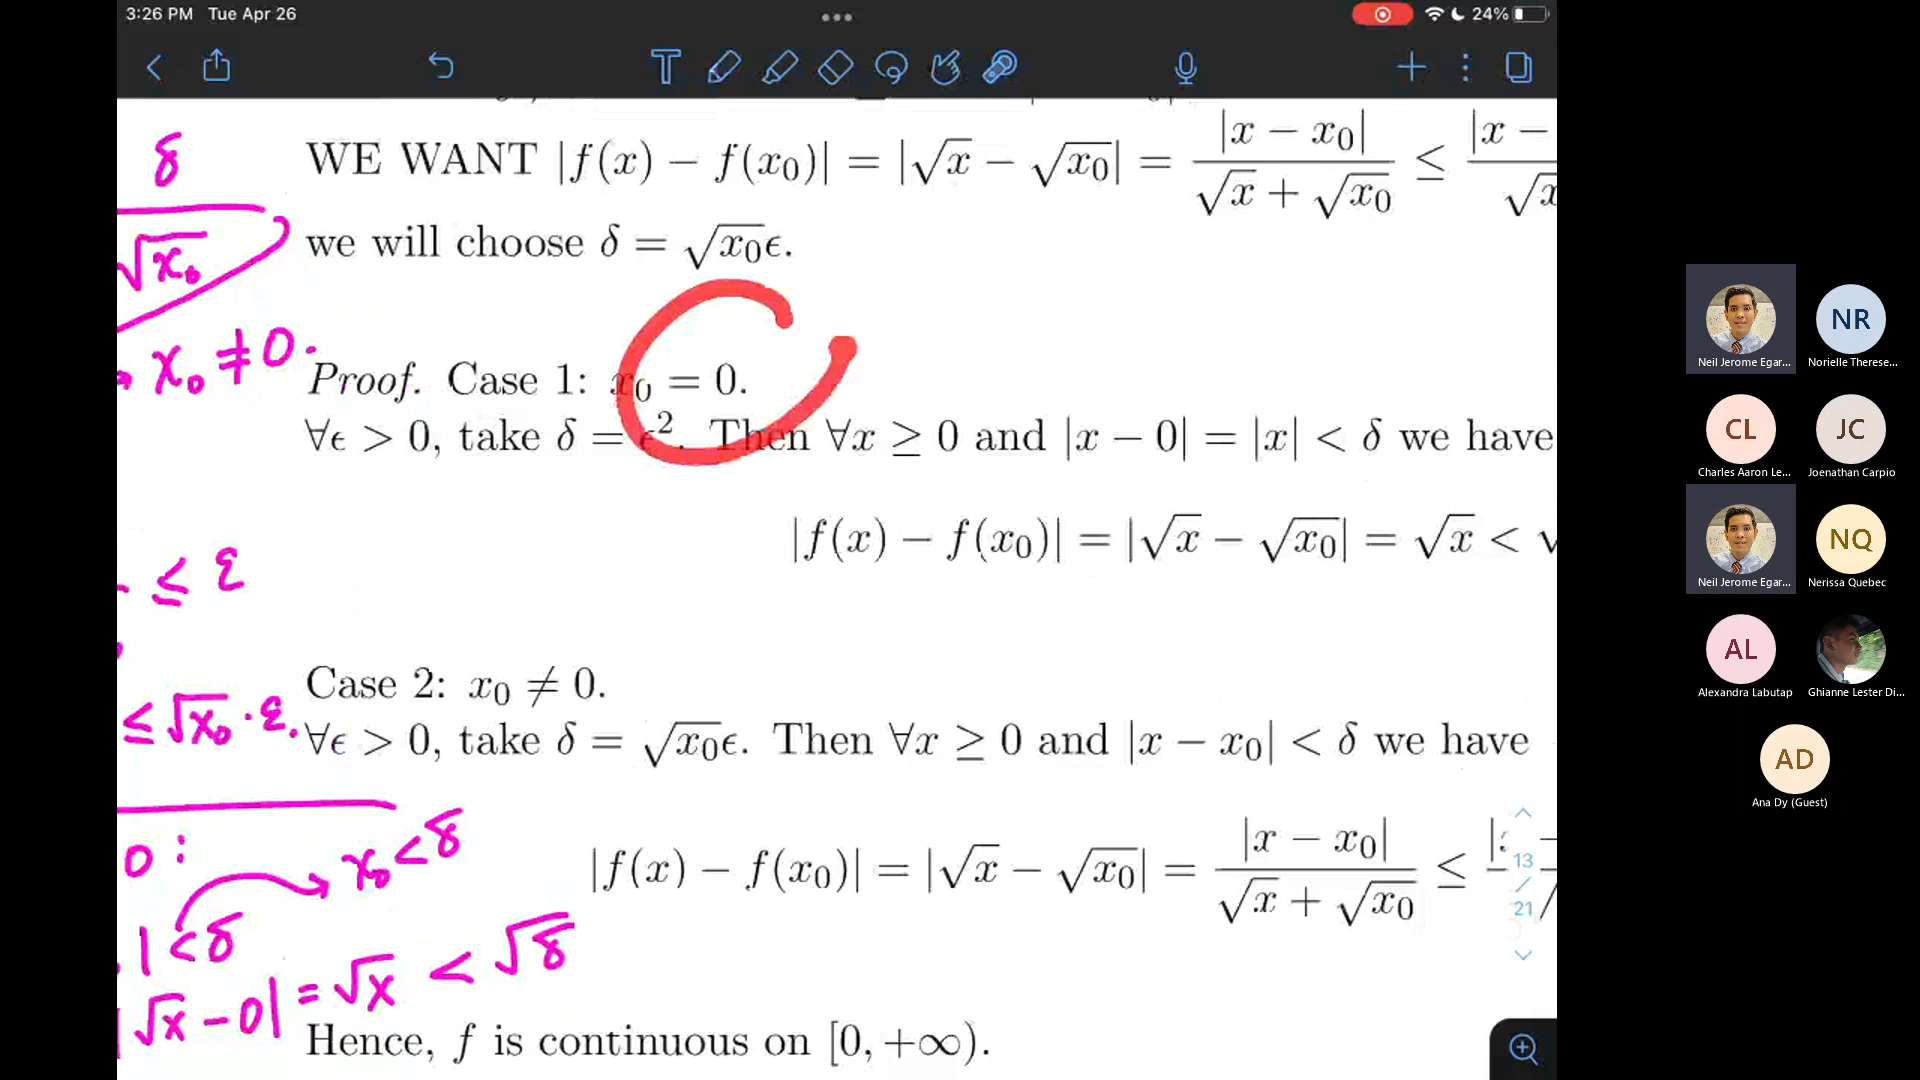 3:26 PM Tue Apr 26
24%
WE WANT |f(x) − f(x₀)| = |√x − √x₀| = |x − x₀| / (√x + √x₀) ≤ |x −
we will choose δ = √x₀ϵ.
Proof. Case 1: x₀ = 0.
∀ϵ > 0, take δ = ϵ². Then ∀x ≥ 0 and |x − 0| = |x| < δ we have
|f(x) − f(x₀)| = |√x − √x₀| = √x <
Case 2: x₀ ≠ 0.
∀ϵ > 0, take δ = √x₀ϵ. Then ∀x ≥ 0 and |x − x₀| < δ we have
|f(x) − f(x₀)| = |√x − √x₀| = |x − x₀| / (√x + √x₀) ≤
Hence, f is continuous on [0, +∞).
δ
√x₀
x₀ ≠ 0.
≤ ε
≤ √x₀ · ε.
0:
x₀ < δ
| < δ
|√x − 0| = √x < √δ
13
/
21
Neil Jerome Egar...
NR
Norielle Therese...
CL
Charles Aaron Le...
JC
Joenathan Carpio
Neil Jerome Egar...
NQ
Nerissa Quebec
AL
Alexandra Labutap
Ghianne Lester Di...
AD
Ana Dy (Guest)